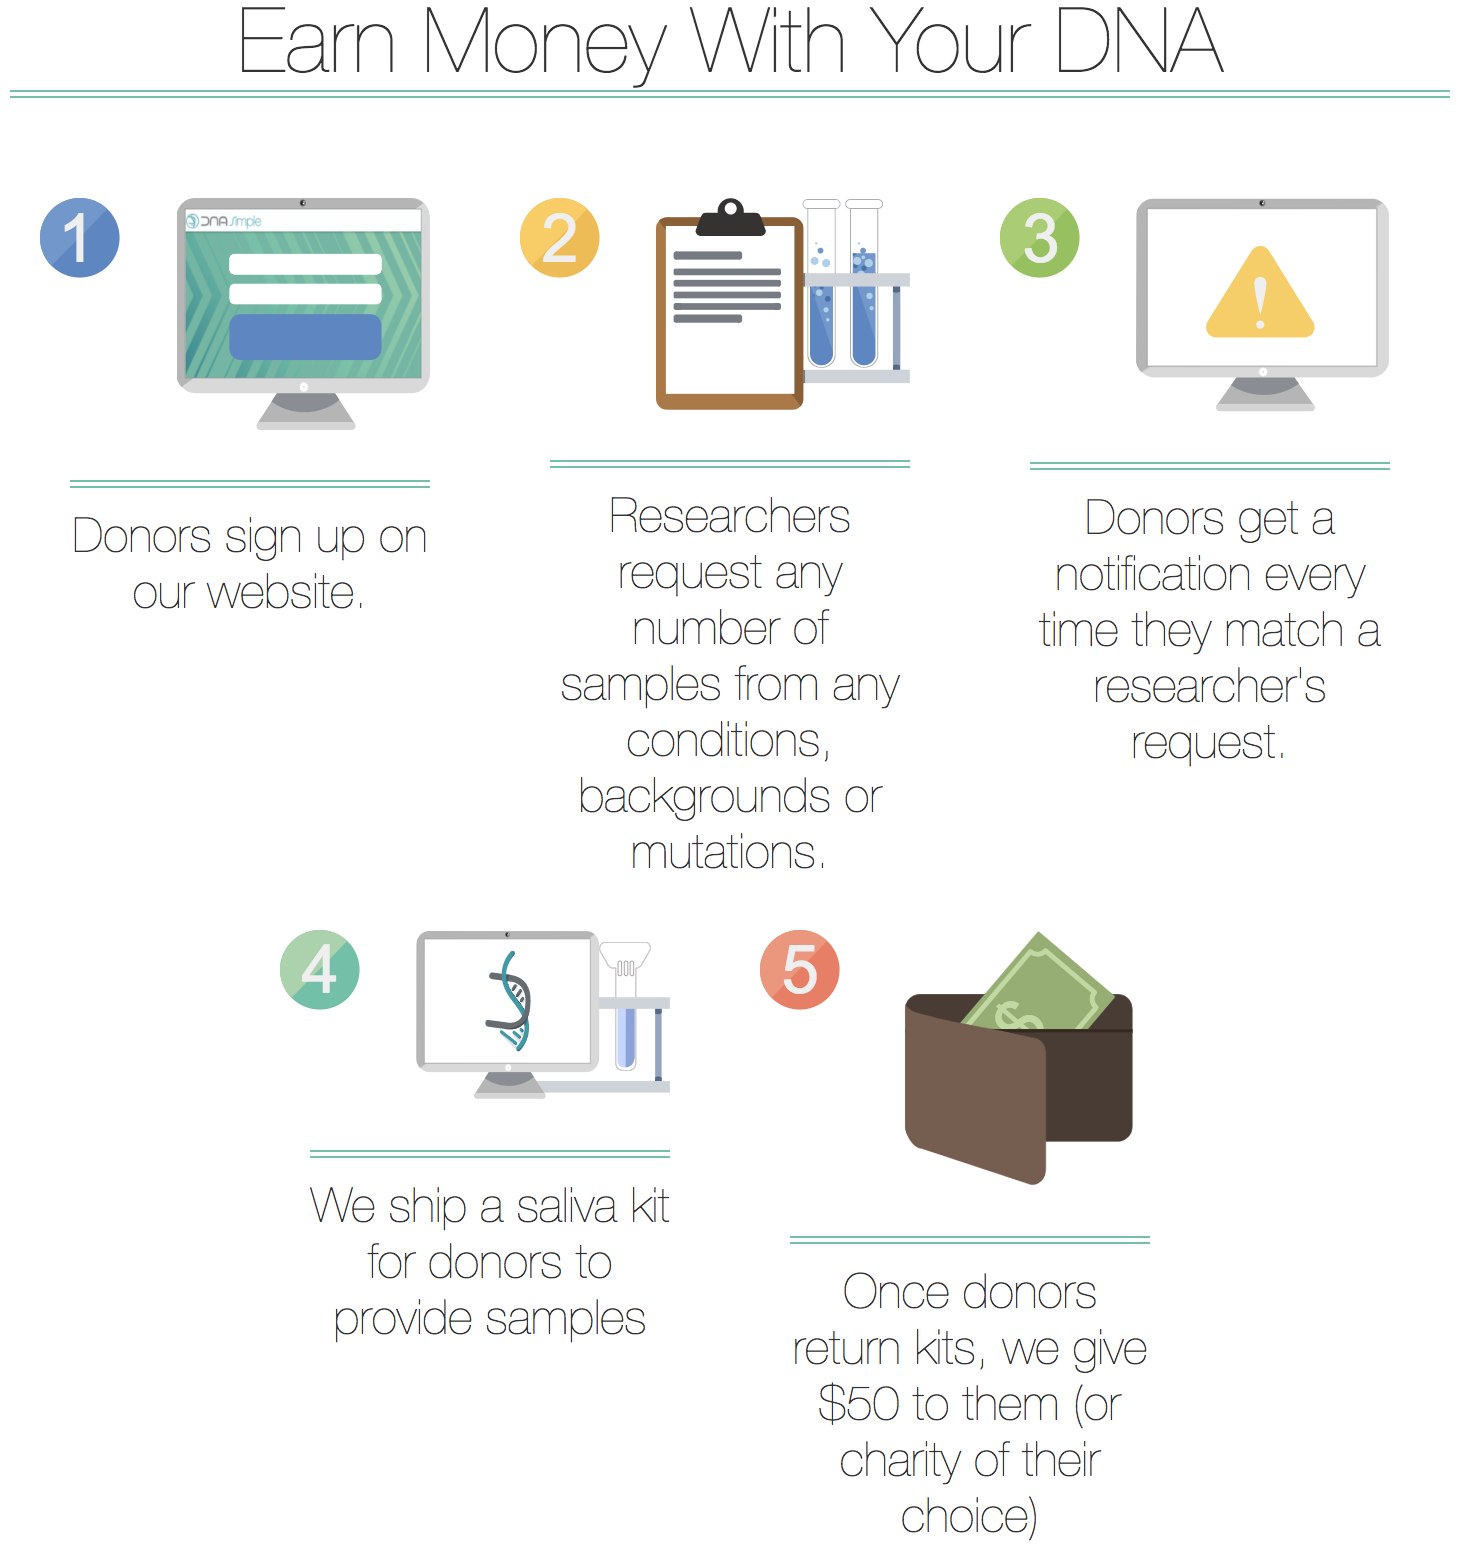 Earn Money With Your DNA
1
DNA Simple
Donors sign up on
our website.
2
Researchers
request any
number of
samples from any
conditions,
backgrounds or
mutations.
3
!
Donors get a
notification every
time they match a
researcher's
request.
4
We ship a saliva kit
for donors to
provide samples
5
$
Once donors
return kits, we give
$50 to them (or
charity of their
choice)